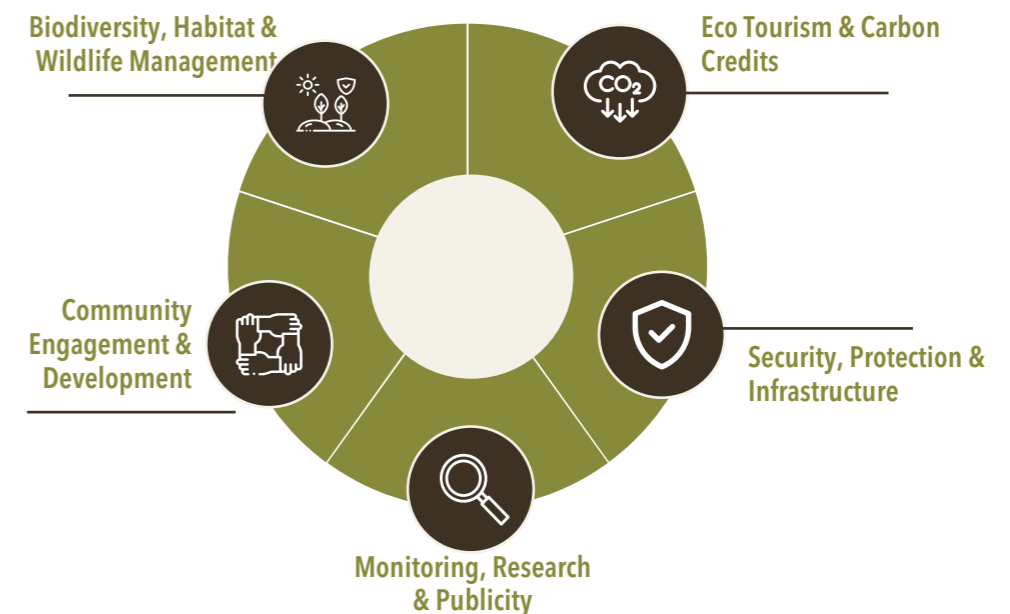 Biodiversity, Habitat &
Wildlife Management
Eco Tourism & Carbon
Credits
CO2
Community
Engagement &
Development
Security, Protection &
Infrastructure
Monitoring, Research
& Publicity